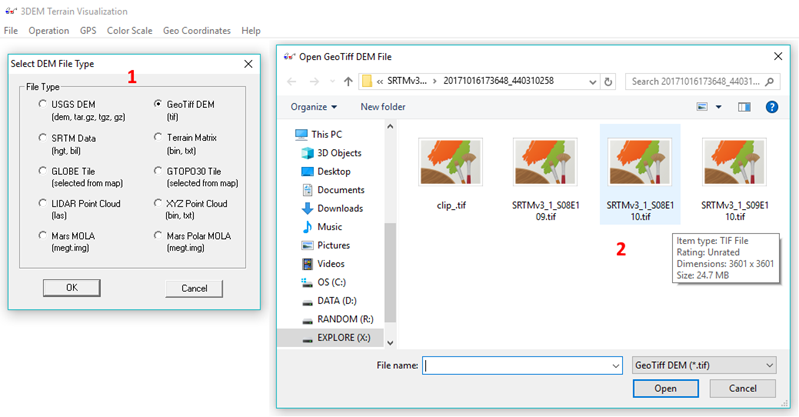 3DEM Terrain Visualization
File Operation GPS Color Scale Geo Coordinates Help
Select DEM File Type
1
File Type
USGS DEM
(dem, tar.gz, tgz, gz)
GeoTiff DEM
(tif)
SRTM Data
(hgt, bil)
Terrain Matrix
(bin, txt)
GLOBE Tile
(selected from map)
GTOPO30 Tile
(selected from map)
LIDAR Point Cloud
(las)
XYZ Point Cloud
(bin, txt)
Mars MOLA
(megt.img)
Mars Polar MOLA
(megt.img)
OK Cancel
Open GeoTiff DEM File
« SRTMv3... > 20171016173648_440310258
Search 20171016173648_44031...
Organize New folder
This PC
3D Objects
Desktop
Documents
Downloads
Music
Pictures
Videos
OS (C:)
DATA (D:)
RANDOM (R:)
EXPLORE (X:)
clip_.tif
SRTMv3_1_S08E1
09.tif
SRTMv3_1_S08E1
10.tif
SRTMv3_1_S09E1
10.tif
2
Item type: TIF File
Rating: Unrated
Dimensions: 3601 x 3601
Size: 24.7 MB
File name:
GeoTiff DEM (*.tif)
Open Cancel